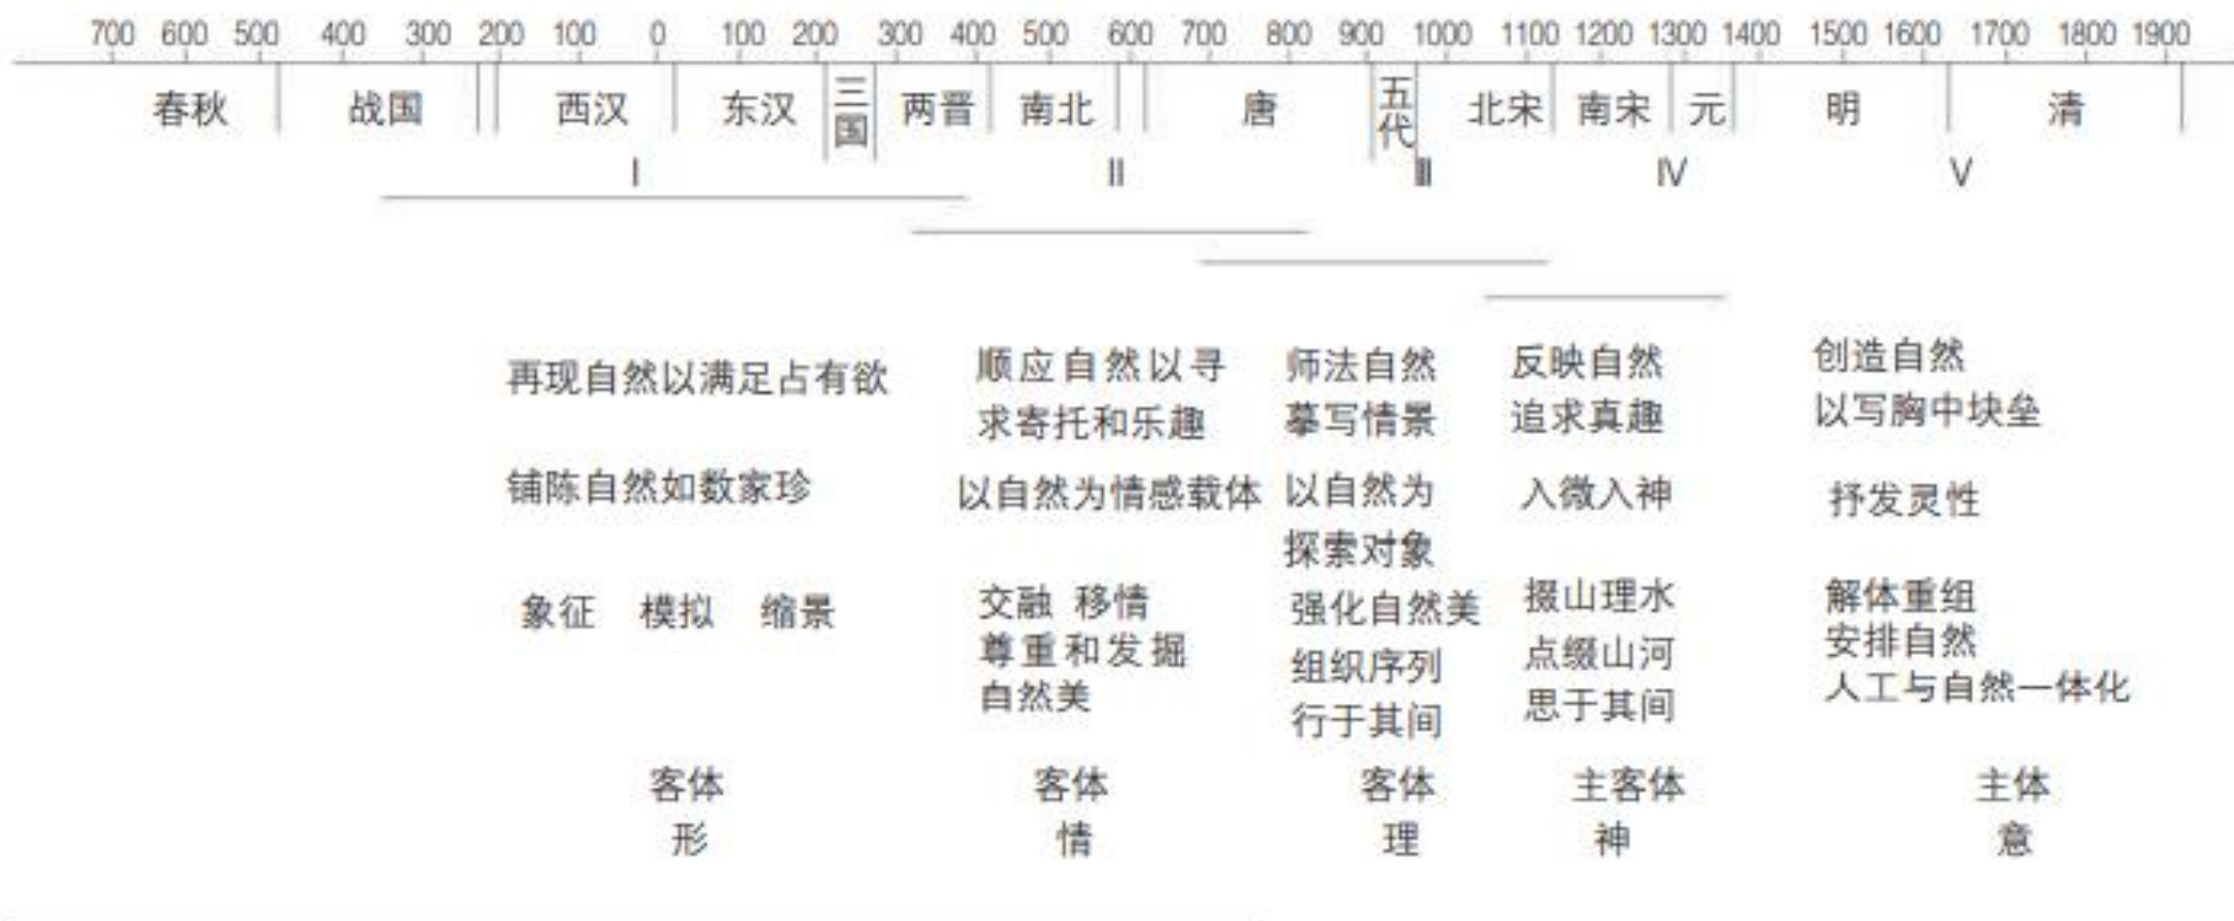 700 600 500 400 300 200 100 0 100 200 300 400 500 600 700 800 900 1000 1100 1200 1300 1400 1500 1600 1700 1800 1900
春秋 战国 西汉 东汉 三国 两晋 南北 唐 五代 北宋 南宋 元 明 清
Ⅰ Ⅱ Ⅲ Ⅳ Ⅴ
再现自然以满足占有欲
铺陈自然如数家珍
象征 模拟 缩景
客体
形
顺应自然以寻
求寄托和乐趣
以自然为情感载体
交融 移情
尊重和发掘
自然美
客体
情
师法自然
摹写情景
以自然为
探索对象
强化自然美
组织序列
行于其间
客体
理
反映自然
追求真趣
入微入神
掇山理水
点缀山河
思于其间
主客体
神
创造自然
以写胸中块垒
抒发灵性
解体重组
安排自然
人工与自然一体化
主体
意